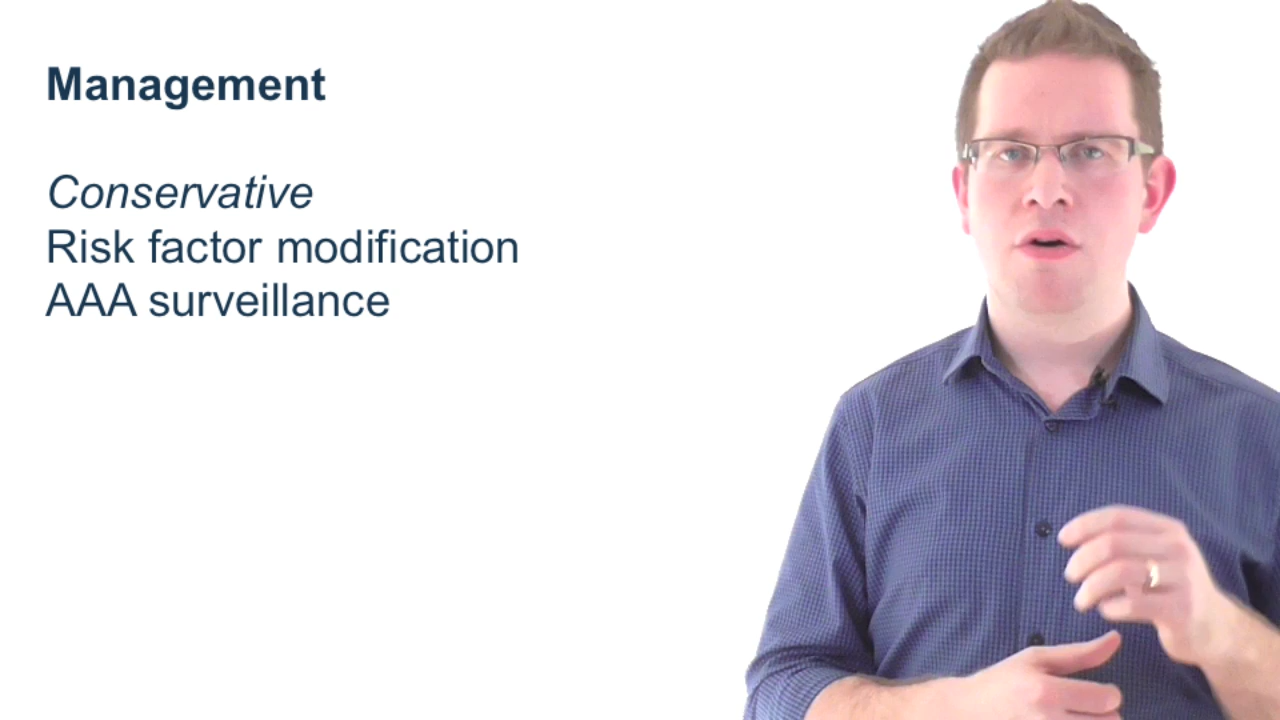 Management
Conservative
Risk factor modification
AAA surveillance